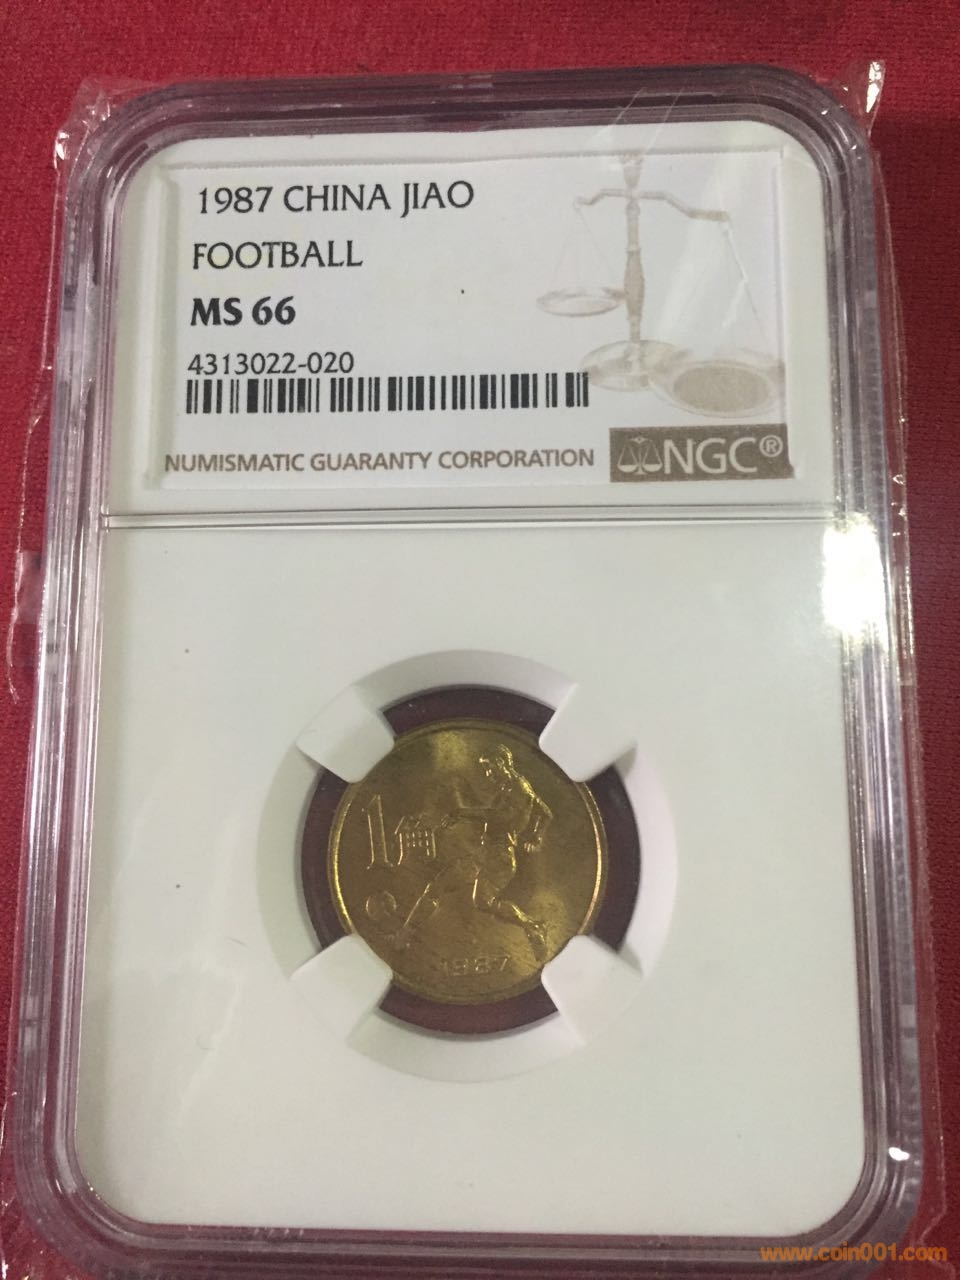 1987 CHINA JIAO
FOOTBALL
MS 66
4313022-020
NUMISMATIC GUARANTY CORPORATION
NGC®
1角
1987
www.coin001.com